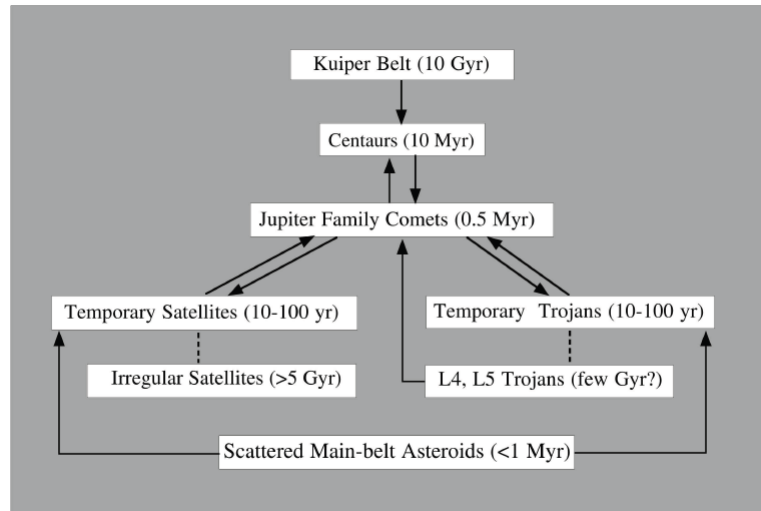 Kuiper Belt (10 Gyr)
Centaurs (10 Myr)
Jupiter Family Comets (0.5 Myr)
Temporary Satellites (10-100 yr)
Temporary Trojans (10-100 yr)
Irregular Satellites (>5 Gyr)
L4, L5 Trojans (few Gyr?)
Scattered Main-belt Asteroids (<1 Myr)